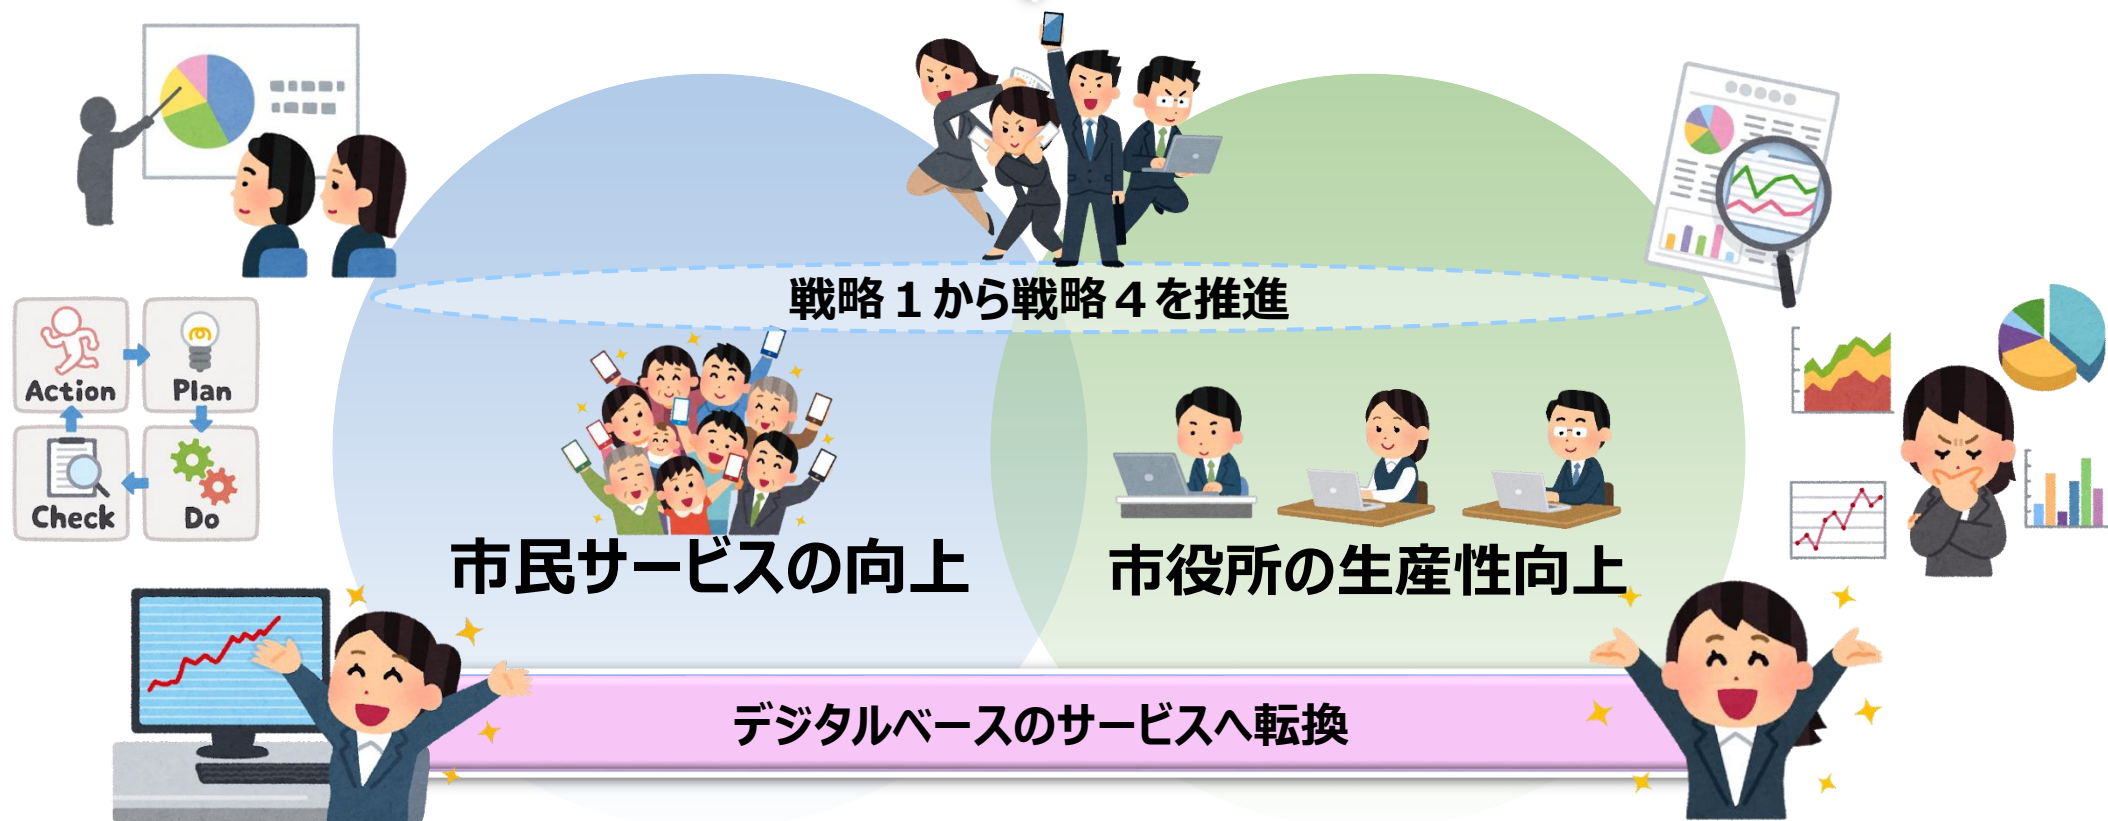 戦略１から戦略４を推進
Action
Plan
Check
Do
市民サービスの向上
市役所の生産性向上
デジタルベースのサービスへ転換